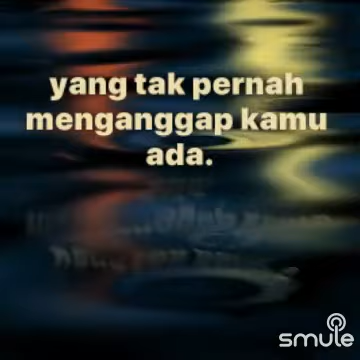 yang tak pernah
menganggap kamu
ada.
smule